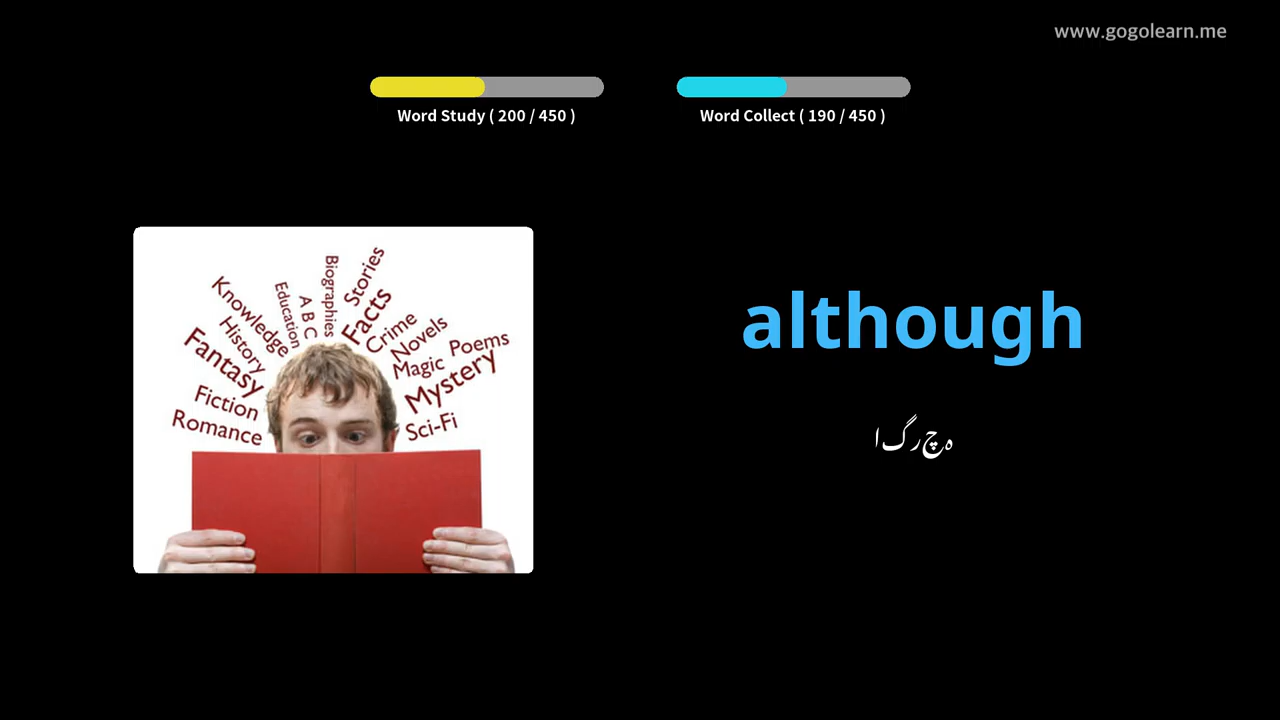 www.gogolearn.me
Word Study ( 200 / 450 )
Word Collect ( 190 / 450 )
Biographies
Stories
Education
A B C
Facts
Knowledge
Crime
History
Novels
Fantasy
Magic
Poems
Fiction
Mystery
Romance
Sci-Fi
although
ہچرگا